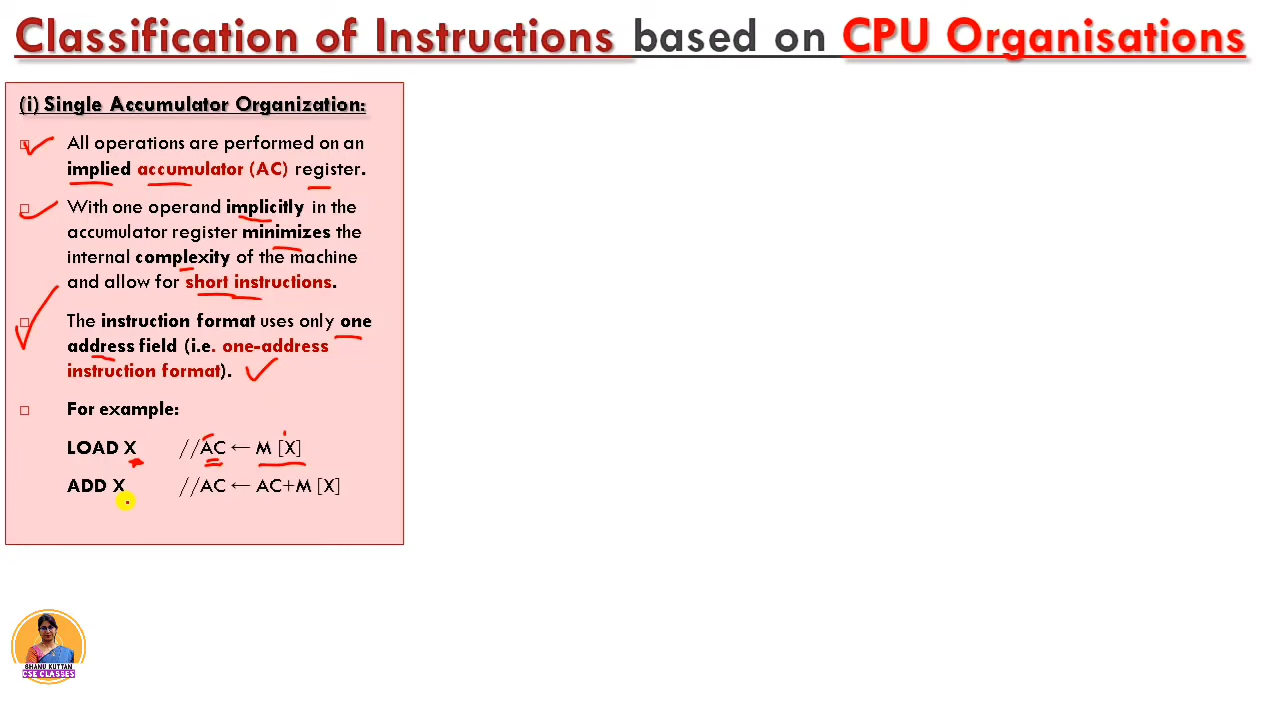 Classification of Instructions based on CPU Organisations
(i) Single Accumulator Organization:
All operations are performed on an
implied accumulator (AC) register.
With one operand implicitly in the
accumulator register minimizes the
internal complexity of the machine
and allow for short instructions.
The instruction format uses only one
address field (i.e. one-address
instruction format).
For example:
LOAD X //AC ← M [X]
ADD X //AC ← AC+M [X]
BHANU KUTTAN
CSE CLASSES